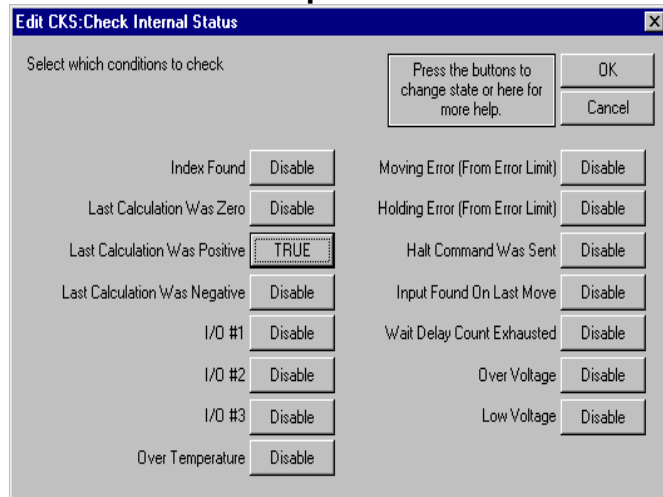 Edit CKS:Check Internal Status
Select which conditions to check
Press the buttons to
change state or here for
more help.
OK
Cancel
Index Found Disable
Last Calculation Was Zero Disable
Last Calculation Was Positive TRUE
Last Calculation Was Negative Disable
I/O #1 Disable
I/O #2 Disable
I/O #3 Disable
Over Temperature Disable
Moving Error (From Error Limit) Disable
Holding Error (From Error Limit) Disable
Halt Command Was Sent Disable
Input Found On Last Move Disable
Wait Delay Count Exhausted Disable
Over Voltage Disable
Low Voltage Disable